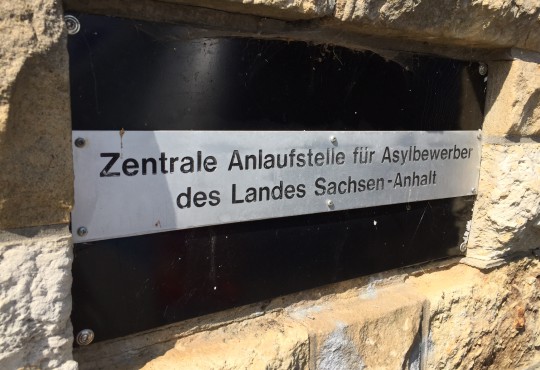 Zentrale Anlaufstelle für Asylbewerber
des Landes Sachsen-Anhalt